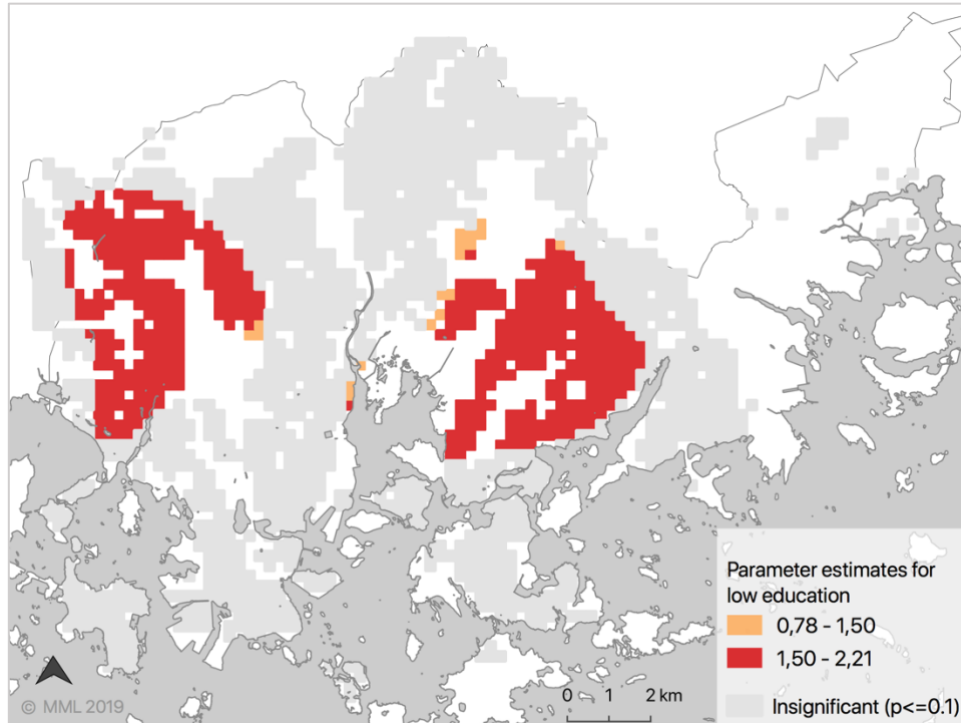 Parameter estimates for
low education
0,78 - 1,50
1,50 - 2,21
Insignificant (p<=0.1)
0 1 2 km
© MML 2019